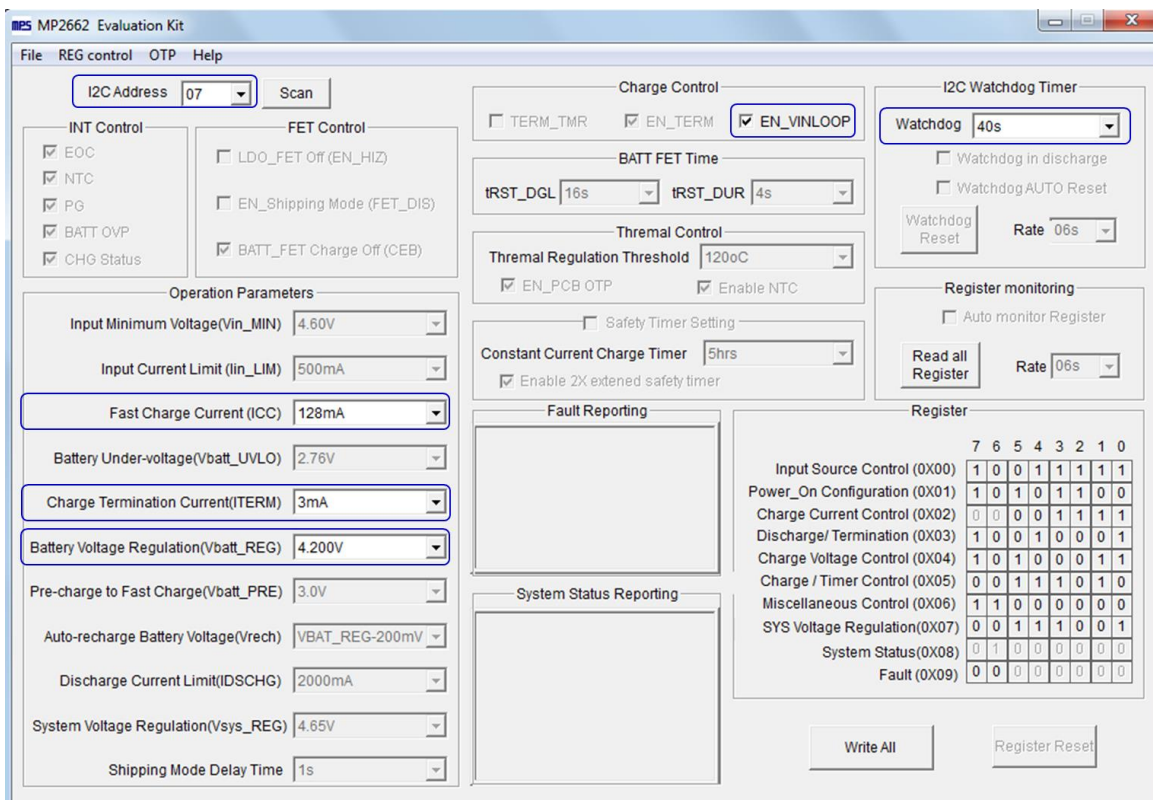 mps MP2662 Evaluation Kit
File REG control OTP Help
I2C Address 07 Scan
INT Control
EOC
NTC
PG
BATT OVP
CHG Status
FET Control
LDO_FET Off (EN_HIZ)
EN_Shipping Mode (FET_DIS)
BATT_FET Charge Off (CEB)
Operation Parameters
Input Minimum Voltage(Vin_MIN) 4.60V
Input Current Limit (Iin_LIM) 500mA
Fast Charge Current (ICC) 128mA
Battery Under-voltage(Vbatt_UVLO) 2.76V
Charge Termination Current(ITERM) 3mA
Battery Voltage Regulation(Vbatt_REG) 4.200V
Pre-charge to Fast Charge(Vbatt_PRE) 3.0V
Auto-recharge Battery Voltage(Vrech) VBAT_REG-200mV
Discharge Current Limit(IDSCHG) 2000mA
System Voltage Regulation(Vsys_REG) 4.65V
Shipping Mode Delay Time 1s
Charge Control
TERM_TMR EN_TERM EN_VINLOOP
BATT FET Time
tRST_DGL 16s tRST_DUR 4s
Thremal Control
Thremal Regulation Threshold 120oC
EN_PCB OTP Enable NTC
Safety Timer Setting
Constant Current Charge Timer 5hrs
Enable 2X extened safety timer
Fault Reporting
System Status Reporting
I2C Watchdog Timer
Watchdog 40s
Watchdog in discharge
Watchdog AUTO Reset
Watchdog Reset Rate 06s
Register monitoring
Auto monitor Register
Read all Register Rate 06s
Register
7 6 5 4 3 2 1 0
Input Source Control (0X00) 1 0 0 1 1 1 1 1
Power_On Configuration (0X01) 1 0 1 0 1 1 0 0
Charge Current Control (0X02) 0 0 0 0 1 1 1 1
Discharge/ Termination (0X03) 1 0 0 1 0 0 0 1
Charge Voltage Control (0X04) 1 0 1 0 0 0 1 1
Charge / Timer Control (0X05) 0 0 1 1 1 0 1 0
Miscellaneous Control (0X06) 1 1 0 0 0 0 0 0
SYS Voltage Regulation(0X07) 0 0 1 1 1 0 0 1
System Status(0X08) 0 1 0 0 0 0 0 0
Fault (0X09) 0 0 0 0 0 0 0 0
Write All Register Reset